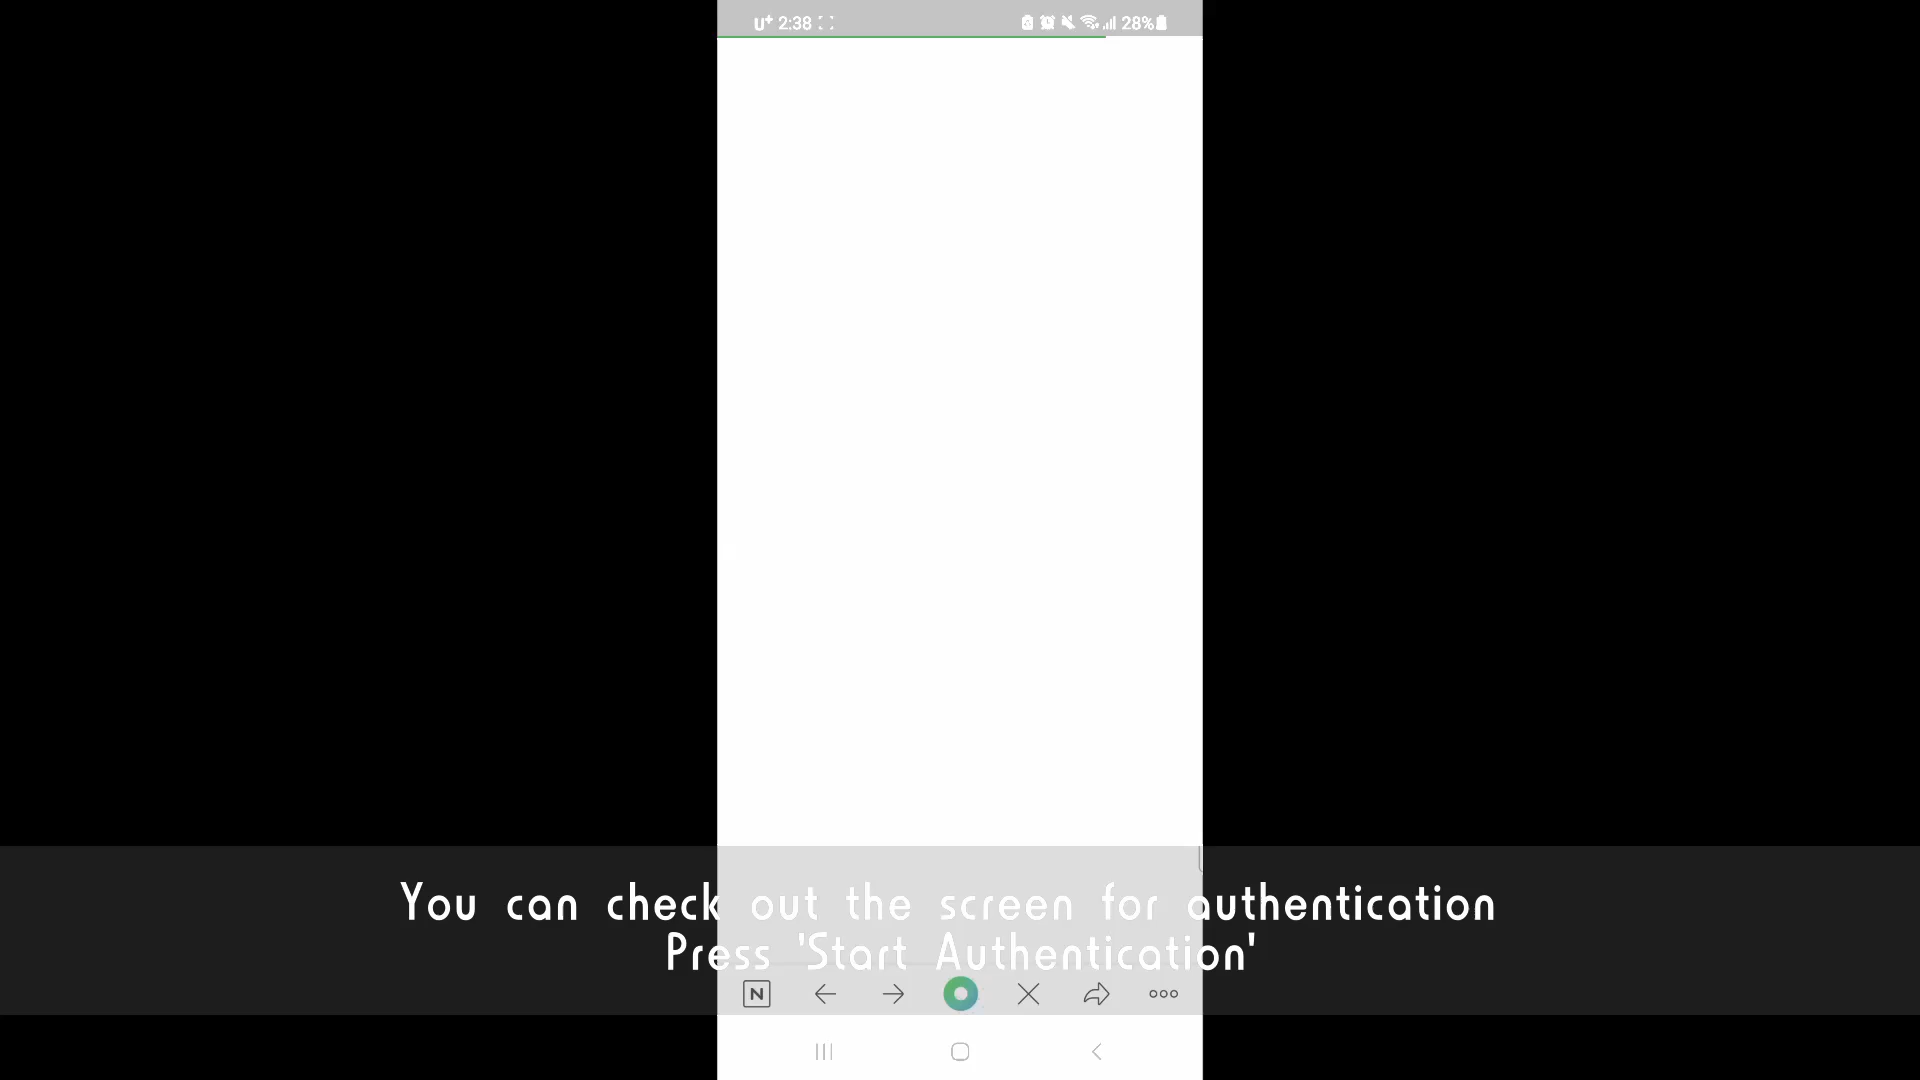 U+ 2:38 28%
You can check out the screen for authentication
Press 'Start Authentication'
N